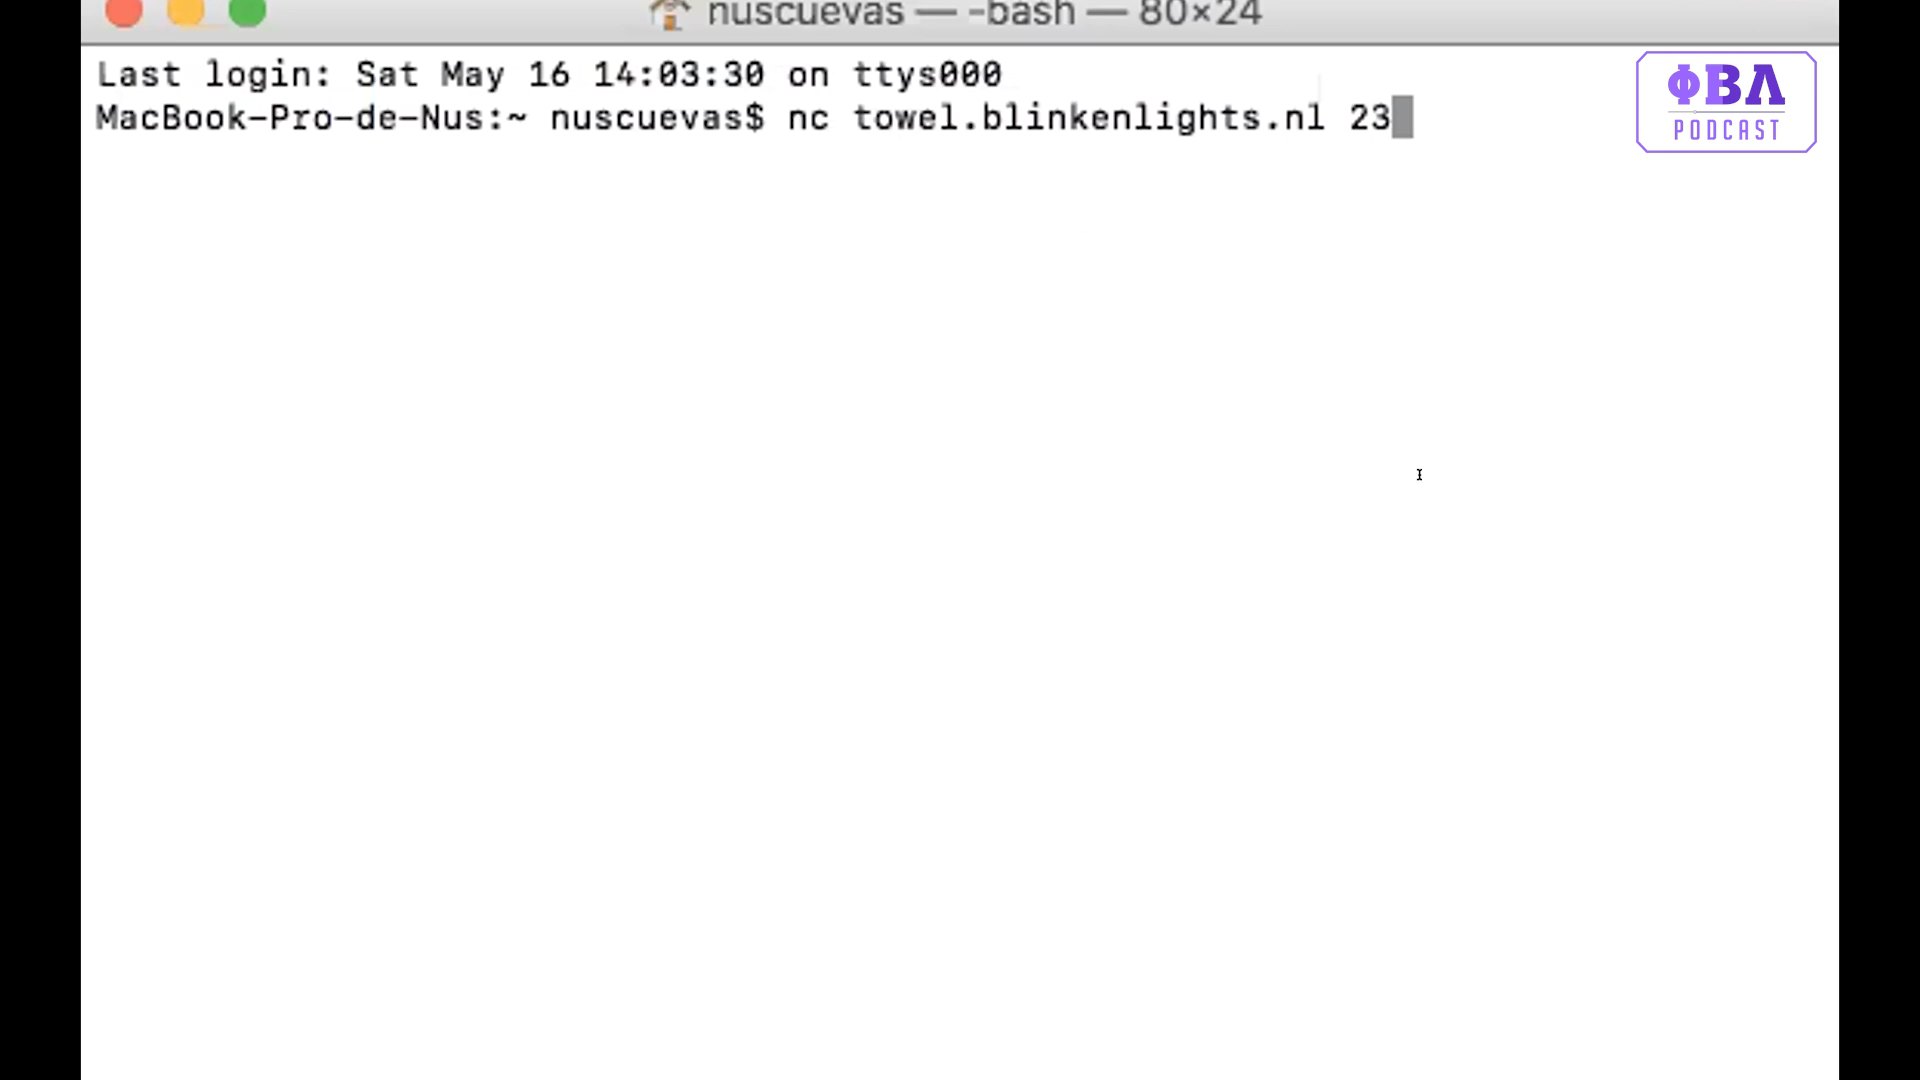 nuscuevas — -bash — 80×24
Last login: Sat May 16 14:03:30 on ttys000
MacBook-Pro-de-Nus:~ nuscuevas$ nc towel.blinkenlights.nl 23
ΦΒΛ
PODCAST